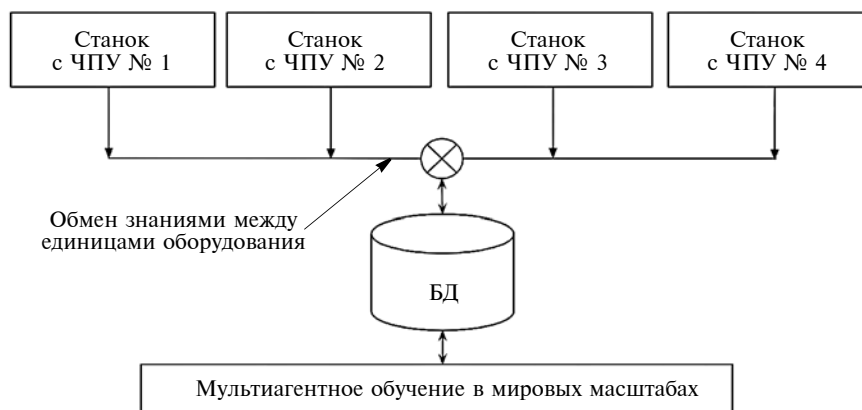 Станок
с ЧПУ № 1
Станок
с ЧПУ № 2
Станок
с ЧПУ № 3
Станок
с ЧПУ № 4
Обмен знаниями между
единицами оборудования
БД
Мультиагентное обучение в мировых масштабах